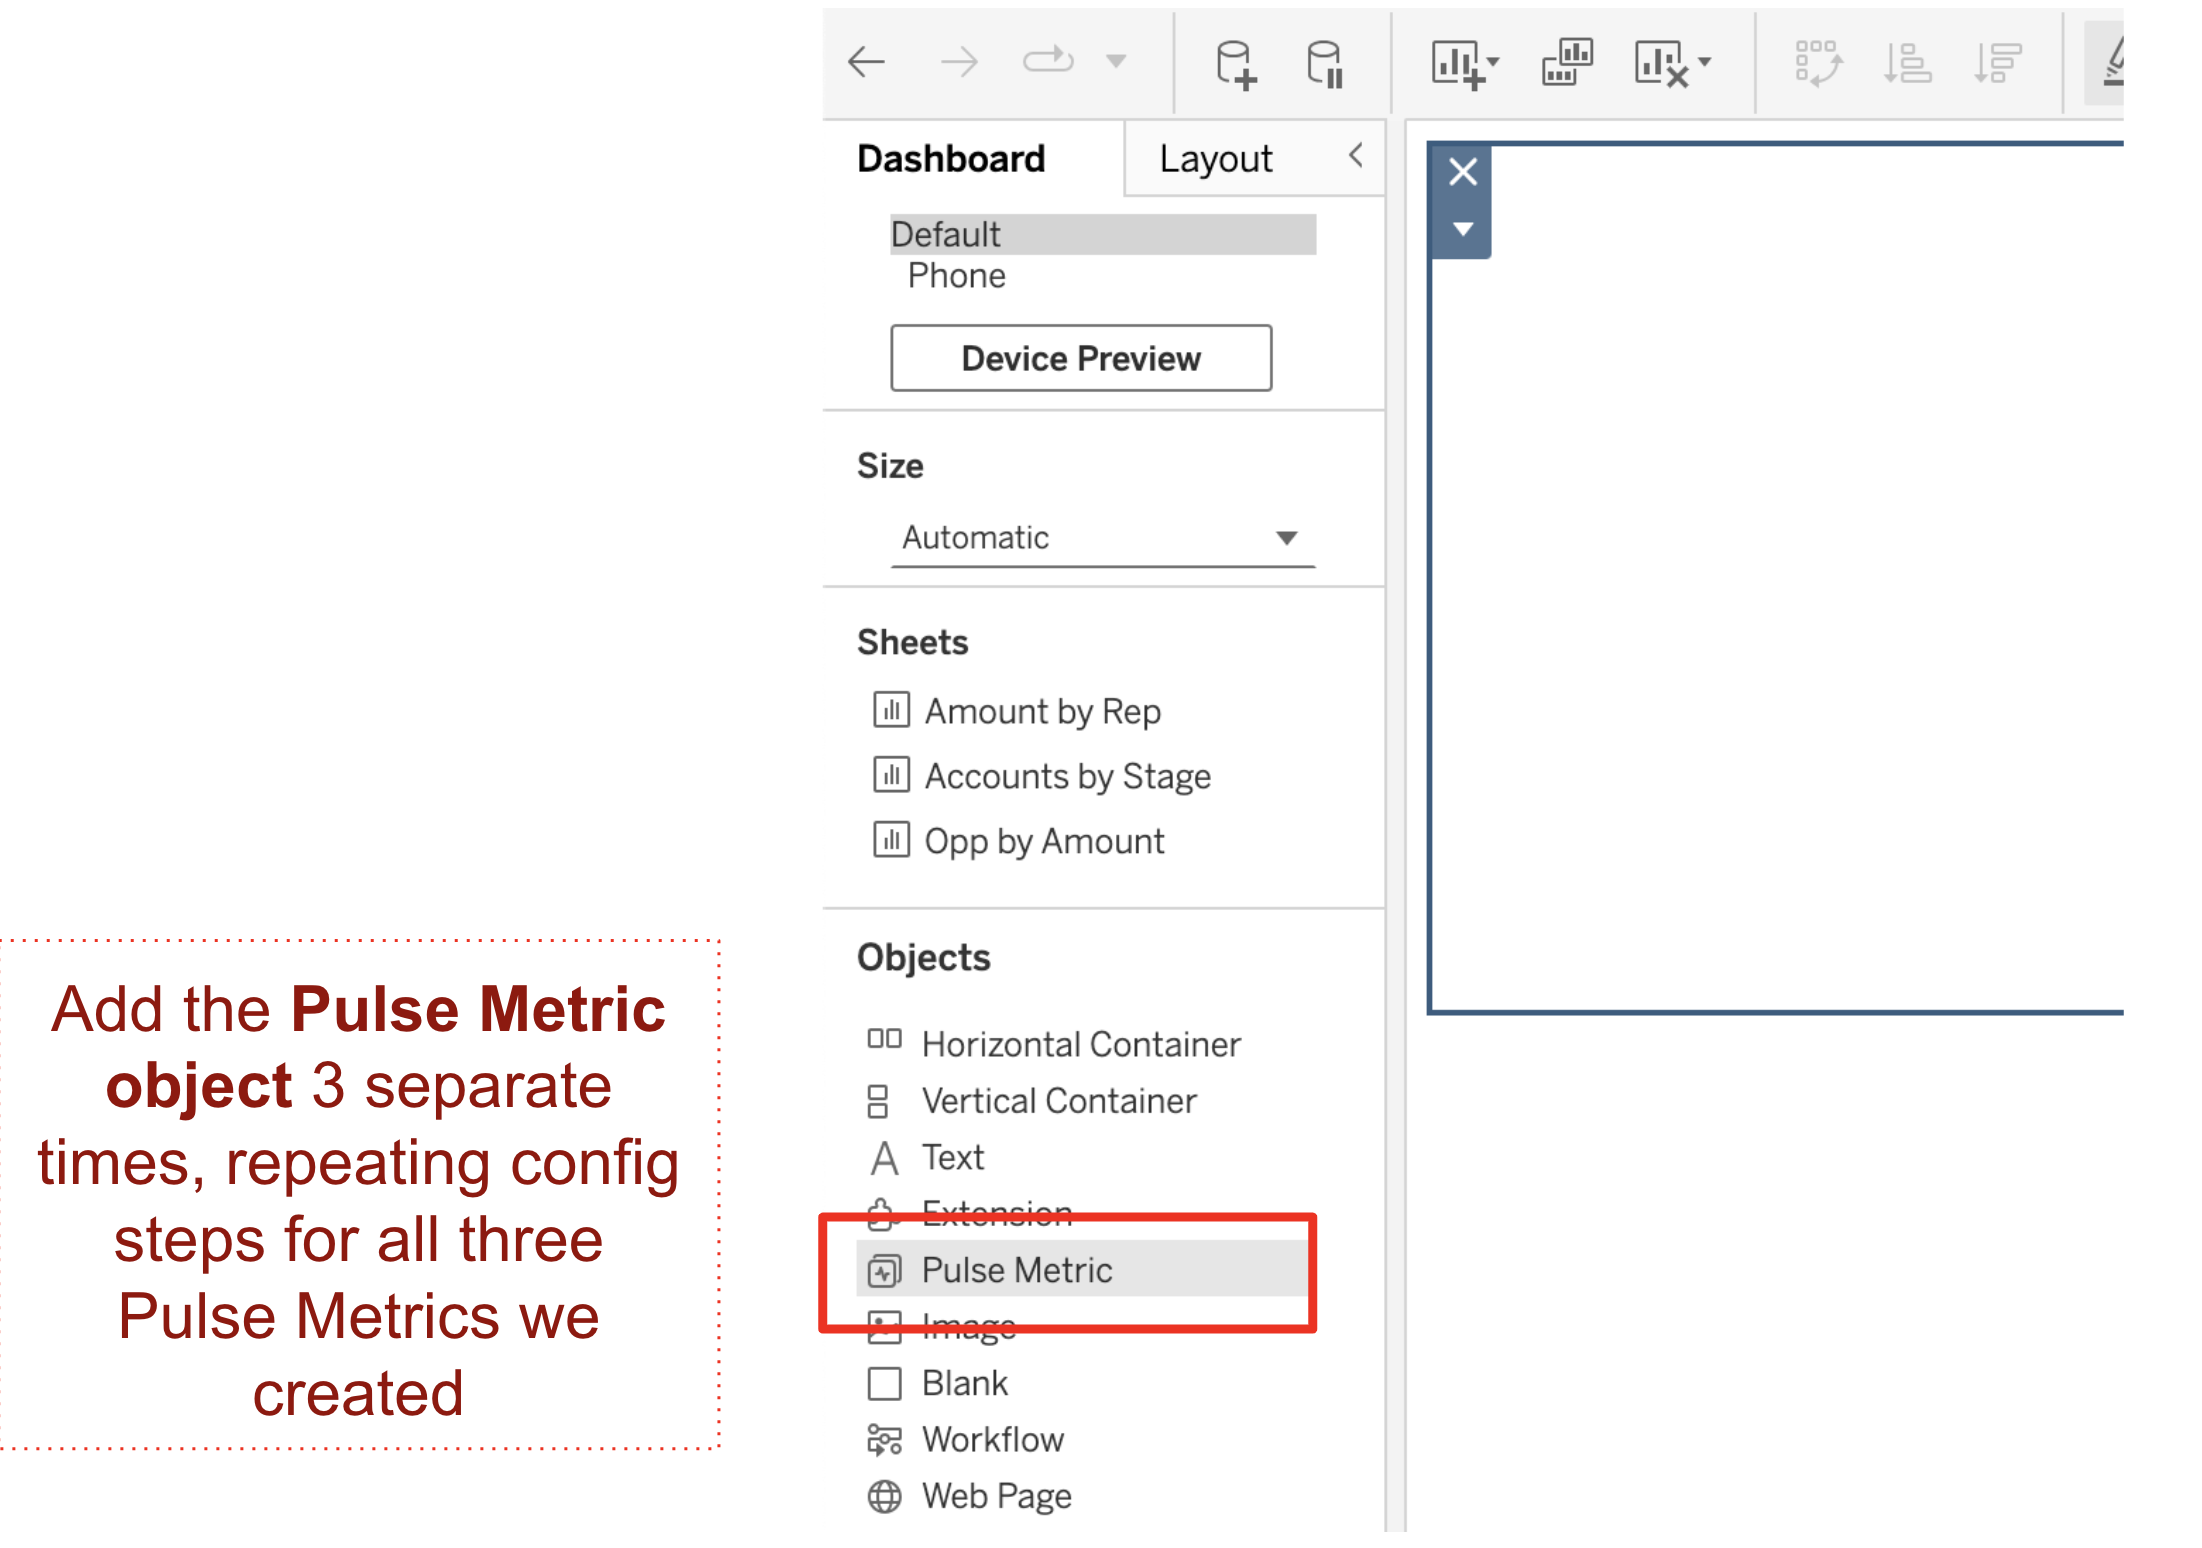 Dashboard
Layout
Default
Phone
Device Preview
Size
Automatic
Sheets
Amount by Rep
Accounts by Stage
Opp by Amount
Objects
Horizontal Container
Vertical Container
Text
Extension
Pulse Metric
Image
Blank
Workflow
Web Page
Add the Pulse Metric
object 3 separate
times, repeating config
steps for all three
Pulse Metrics we
created